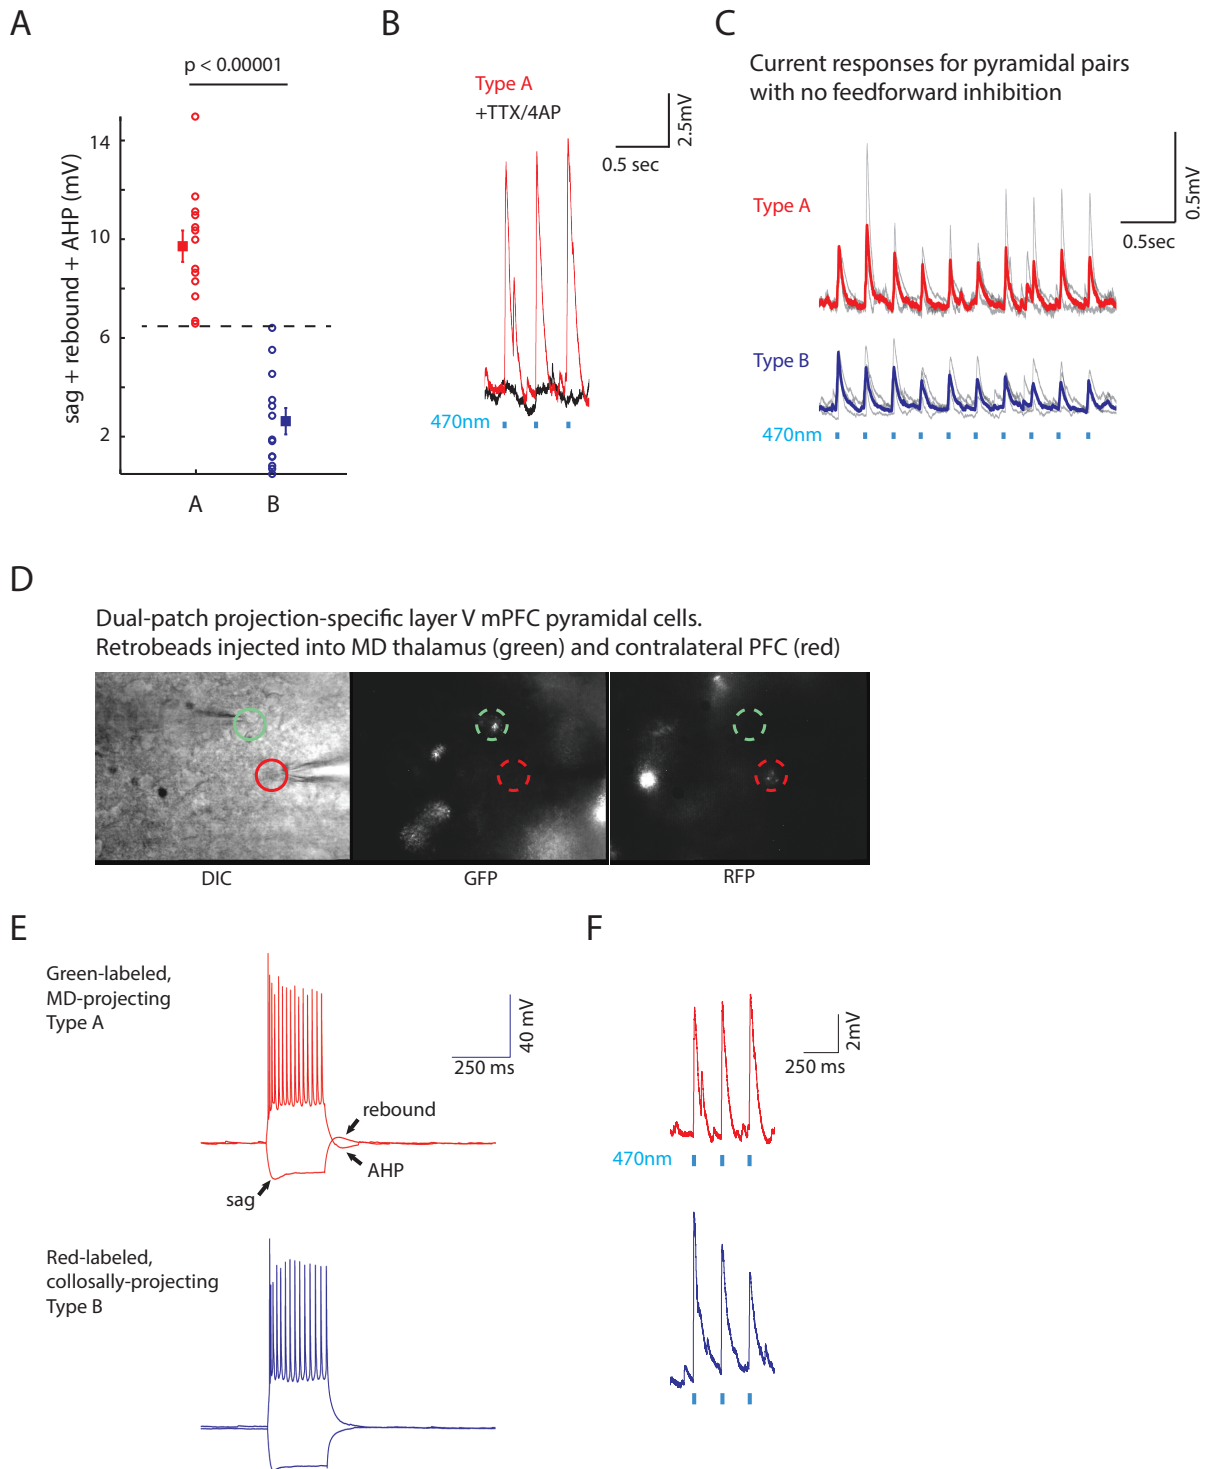 A
p < 0.00001
sag + rebound + AHP (mV)
14
10
6
2
A
B
B
Type A
+TTX/4AP
2.5mV
0.5 sec
470nm
C
Current responses for pyramidal pairs
with no feedforward inhibition
Type A
0.5mV
0.5sec
Type B
470nm
D
Dual-patch projection-specific layer V mPFC pyramidal cells.
Retrobeads injected into MD thalamus (green) and contralateral PFC (red)
DIC
GFP
RFP
E
Green-labeled,
MD-projecting
Type A
40 mV
250 ms
rebound
AHP
sag
Red-labeled,
collosally-projecting
Type B
F
2mV
250 ms
470nm